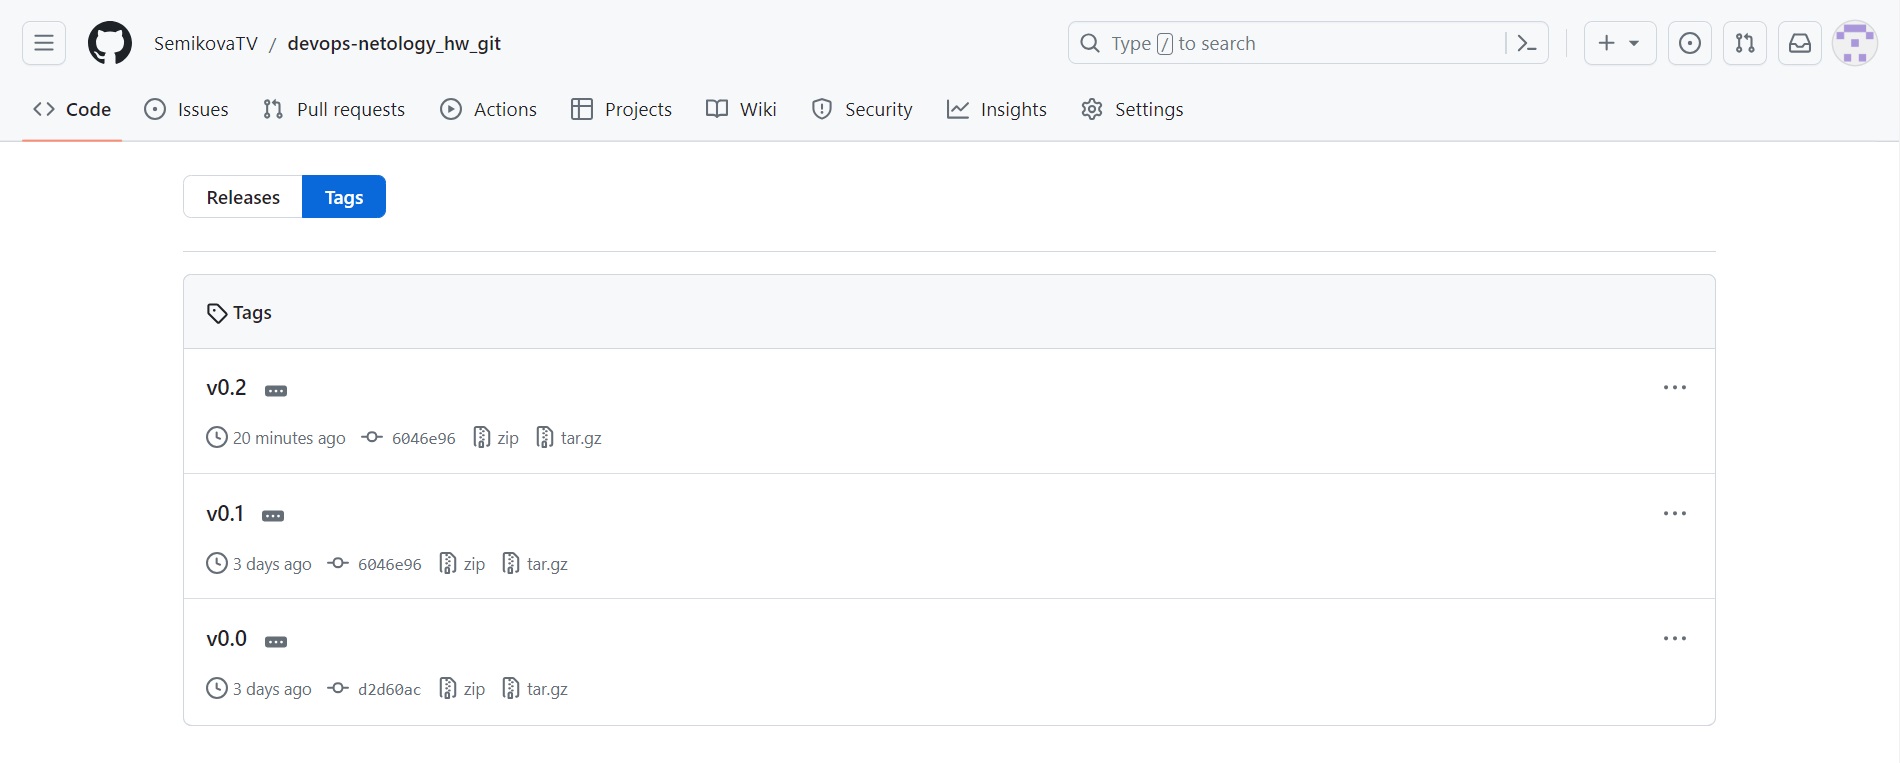 SemikovaTV / devops-netology_hw_git
Type / to search
Code Issues Pull requests Actions Projects Wiki Security Insights Settings
Releases Tags
Tags
v0.2
20 minutes ago 6046e96 zip tar.gz
v0.1
3 days ago 6046e96 zip tar.gz
v0.0
3 days ago d2d60ac zip tar.gz